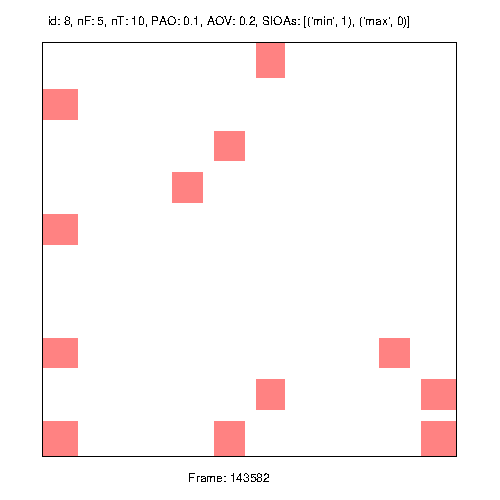 id: 8, nF: 5, nT: 10, PAO: 0.1, AOV: 0.2, SIOAs: [('min', 1), ('max', 0)]
Frame: 143582